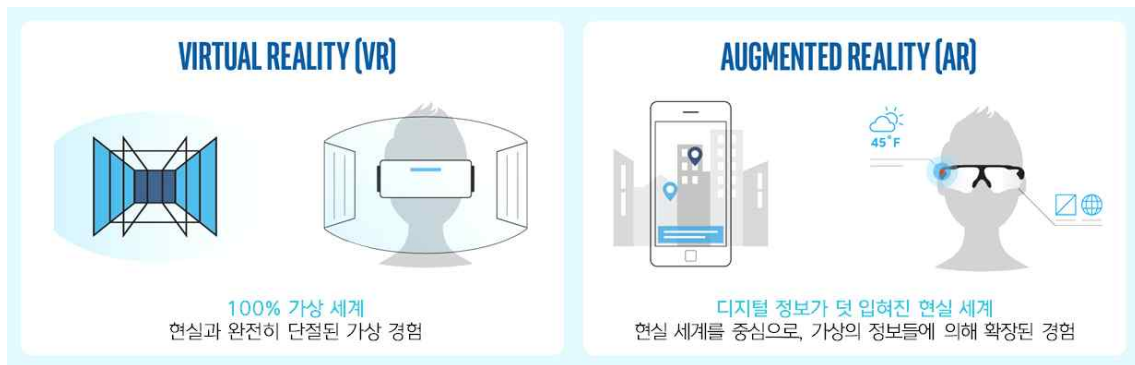 VIRTUAL REALITY (VR)
100% 가상 세계
현실과 완전히 단절된 가상 경험
AUGMENTED REALITY (AR)
45°F
디지털 정보가 덧 입혀진 현실 세계
현실 세계를 중심으로, 가상의 정보들에 의해 확장된 경험